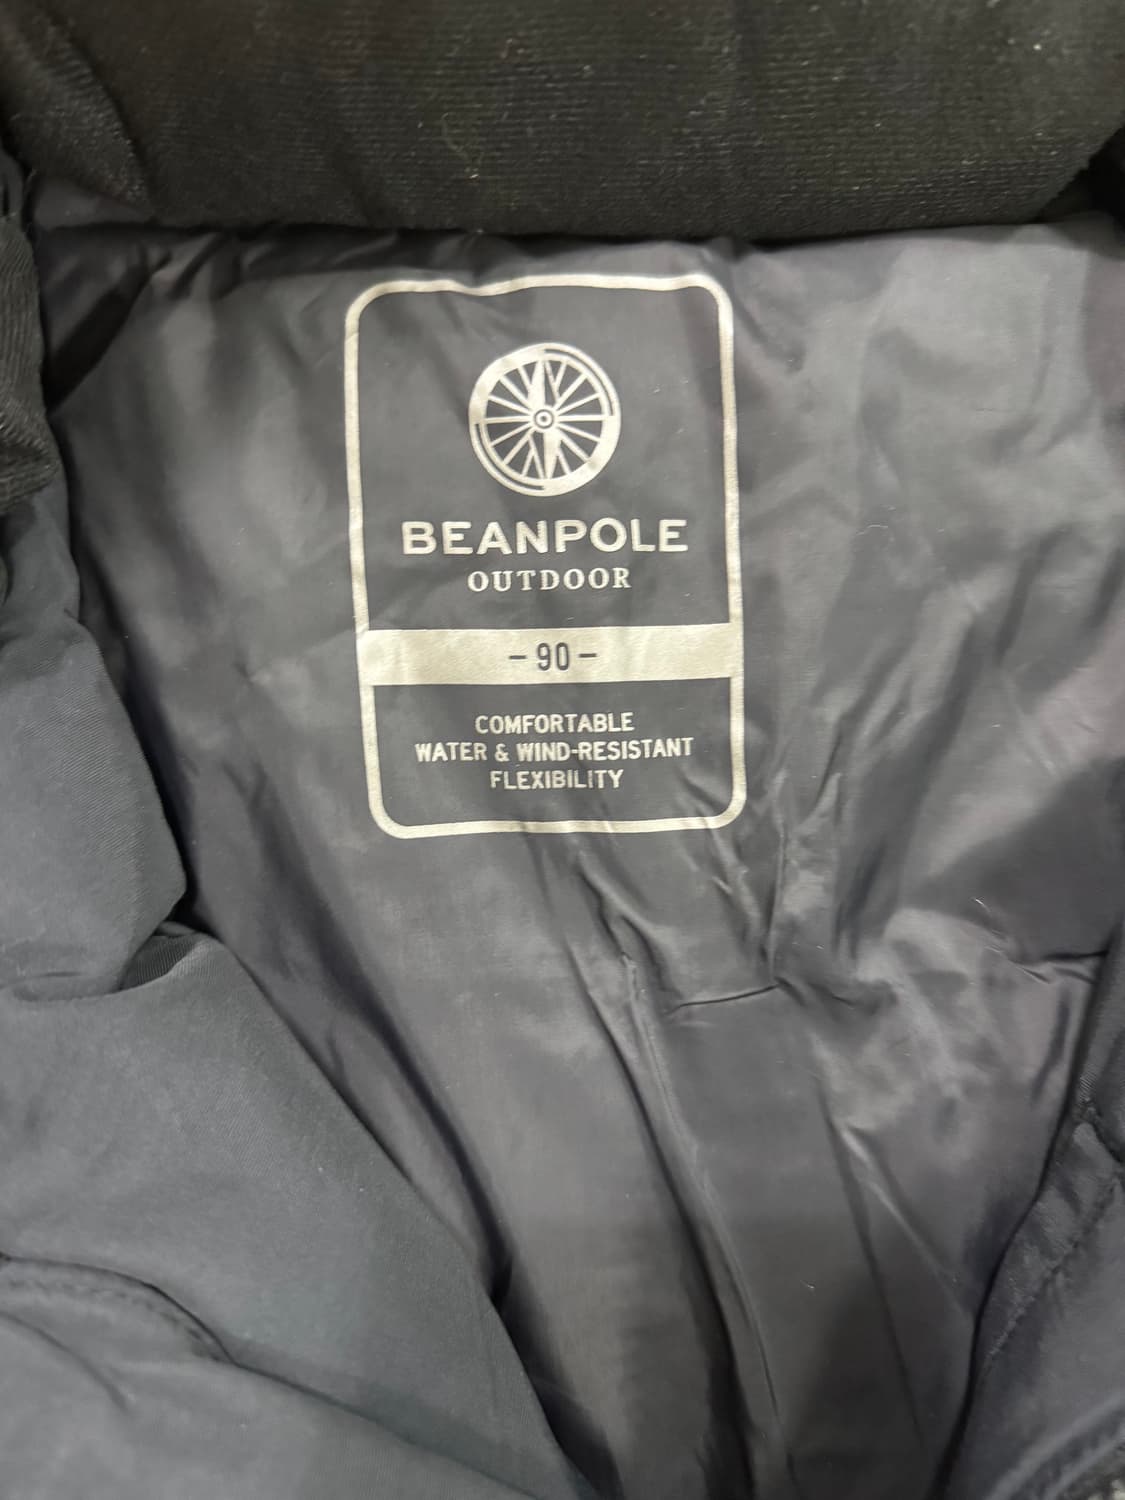 BEANPOLE
OUTDOOR
- 90 -
COMFORTABLE
WATER & WIND-RESISTANT
FLEXIBILITY